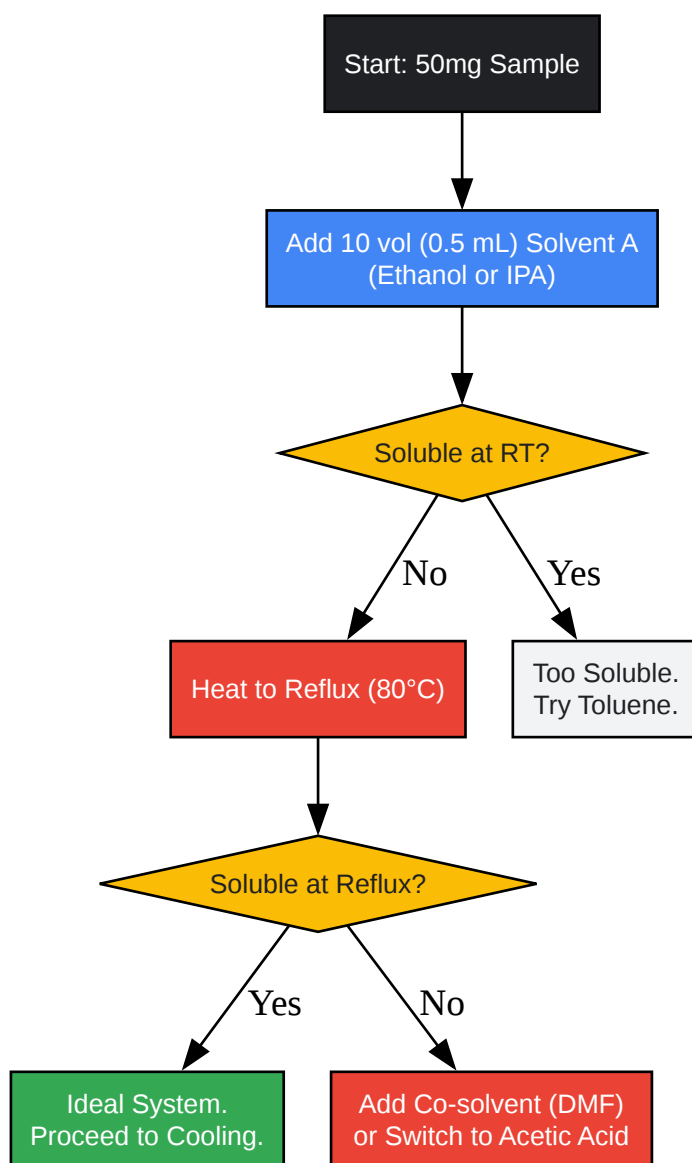 Start: 50mg Sample
Add 10 vol (0.5 mL) Solvent A
(Ethanol or IPA)
Soluble at RT?
No
Yes
Heat to Reflux (80°C)
Too Soluble.
Try Toluene.
Soluble at Reflux?
Yes
No
Ideal System.
Proceed to Cooling.
Add Co-solvent (DMF)
or Switch to Acetic Acid